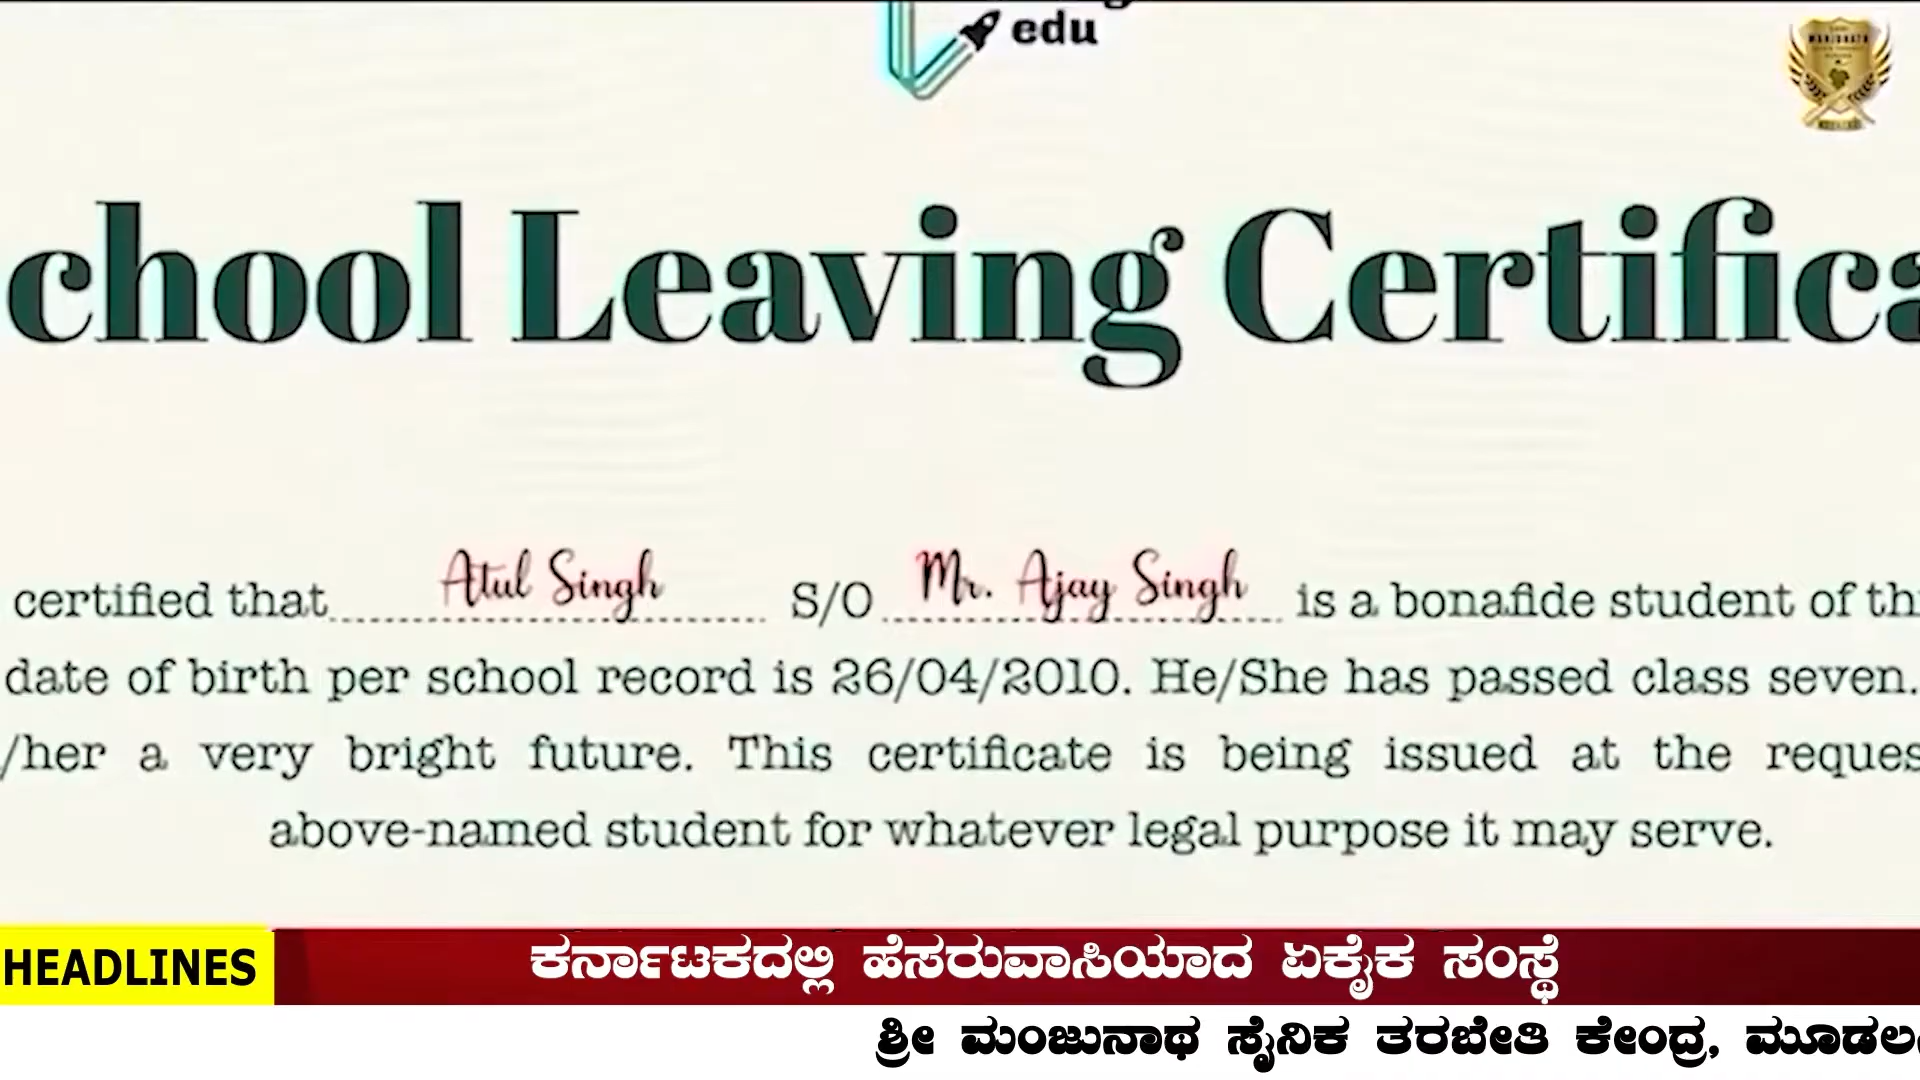 edu
chool Leaving Certifica
certified that Atul Singh S/O Mr. Ajay Singh is a bonafide student of thi
date of birth per school record is 26/04/2010. He/She has passed class seven.
/her a very bright future. This certificate is being issued at the reques
above-named student for whatever legal purpose it may serve.
HEADLINES ಕರ್ನಾಟಕದಲ್ಲಿ ಹೆಸರುವಾಸಿಯಾದ ಏಕೈಕ ಸಂಸ್ಥೆ
ಶ್ರೀ ಮಂಜುನಾಥ ಸೈನಿಕ ತರಬೇತಿ ಕೇಂದ್ರ, ಮೂಡಲ